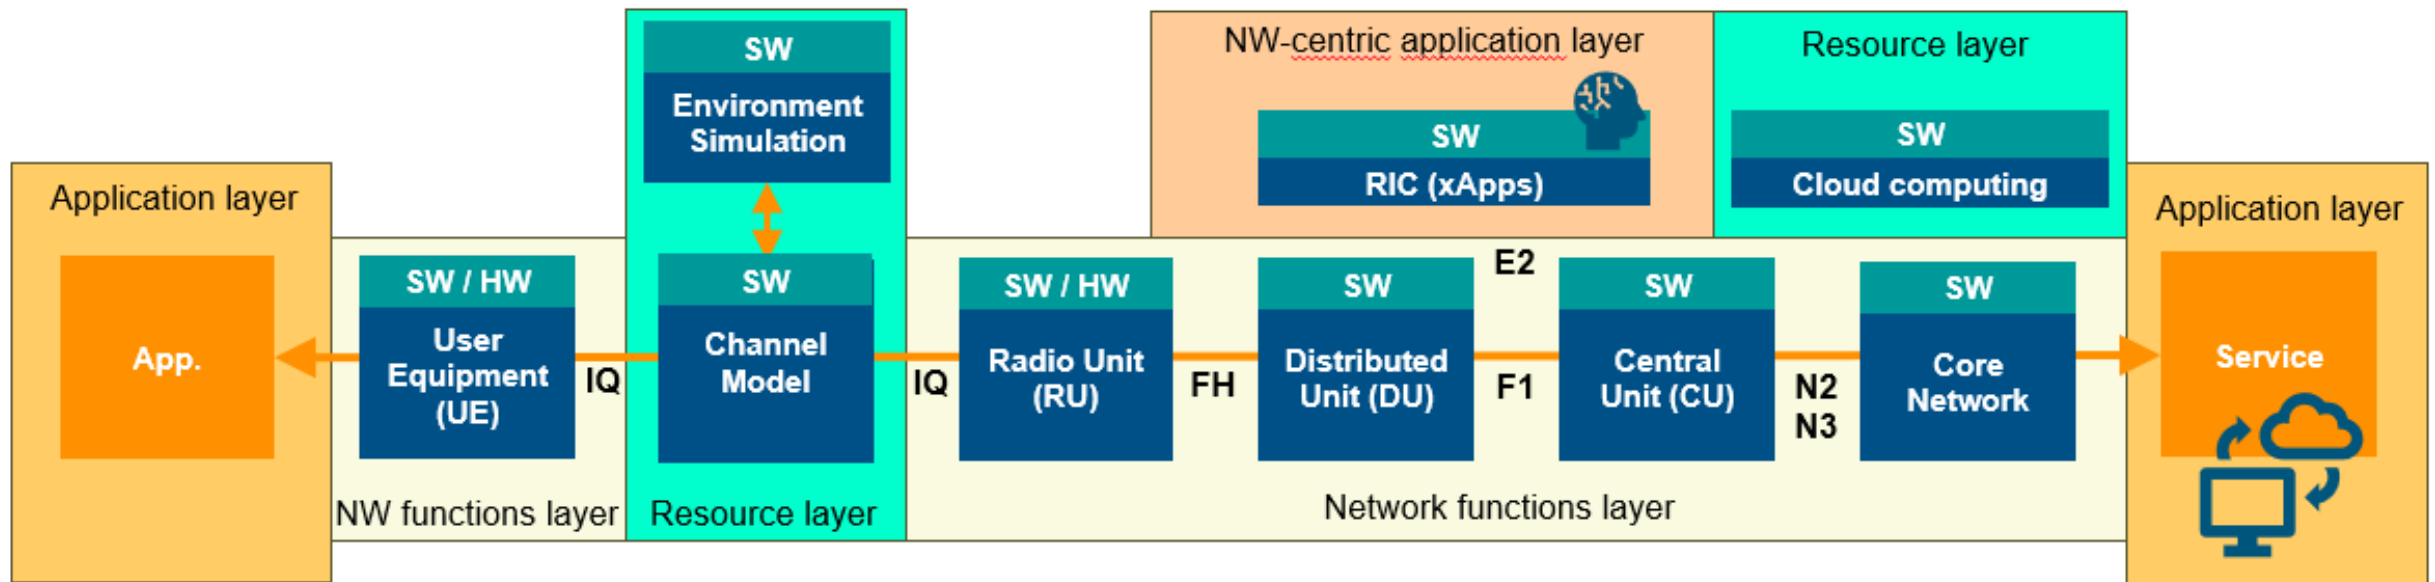 SW
Environment
Simulation
NW-centric application layer
SW
RIC (xApps)
Resource layer
SW
Cloud computing
Application layer
App.
SW / HW
User
Equipment
(UE)
IQ
NW functions layer
SW
Channel
Model
Resource layer
IQ
SW / HW
Radio Unit
(RU)
FH
SW
Distributed
Unit (DU)
E2
F1
SW
Central
Unit (CU)
N2
N3
SW
Core
Network
Network functions layer
Application layer
Service